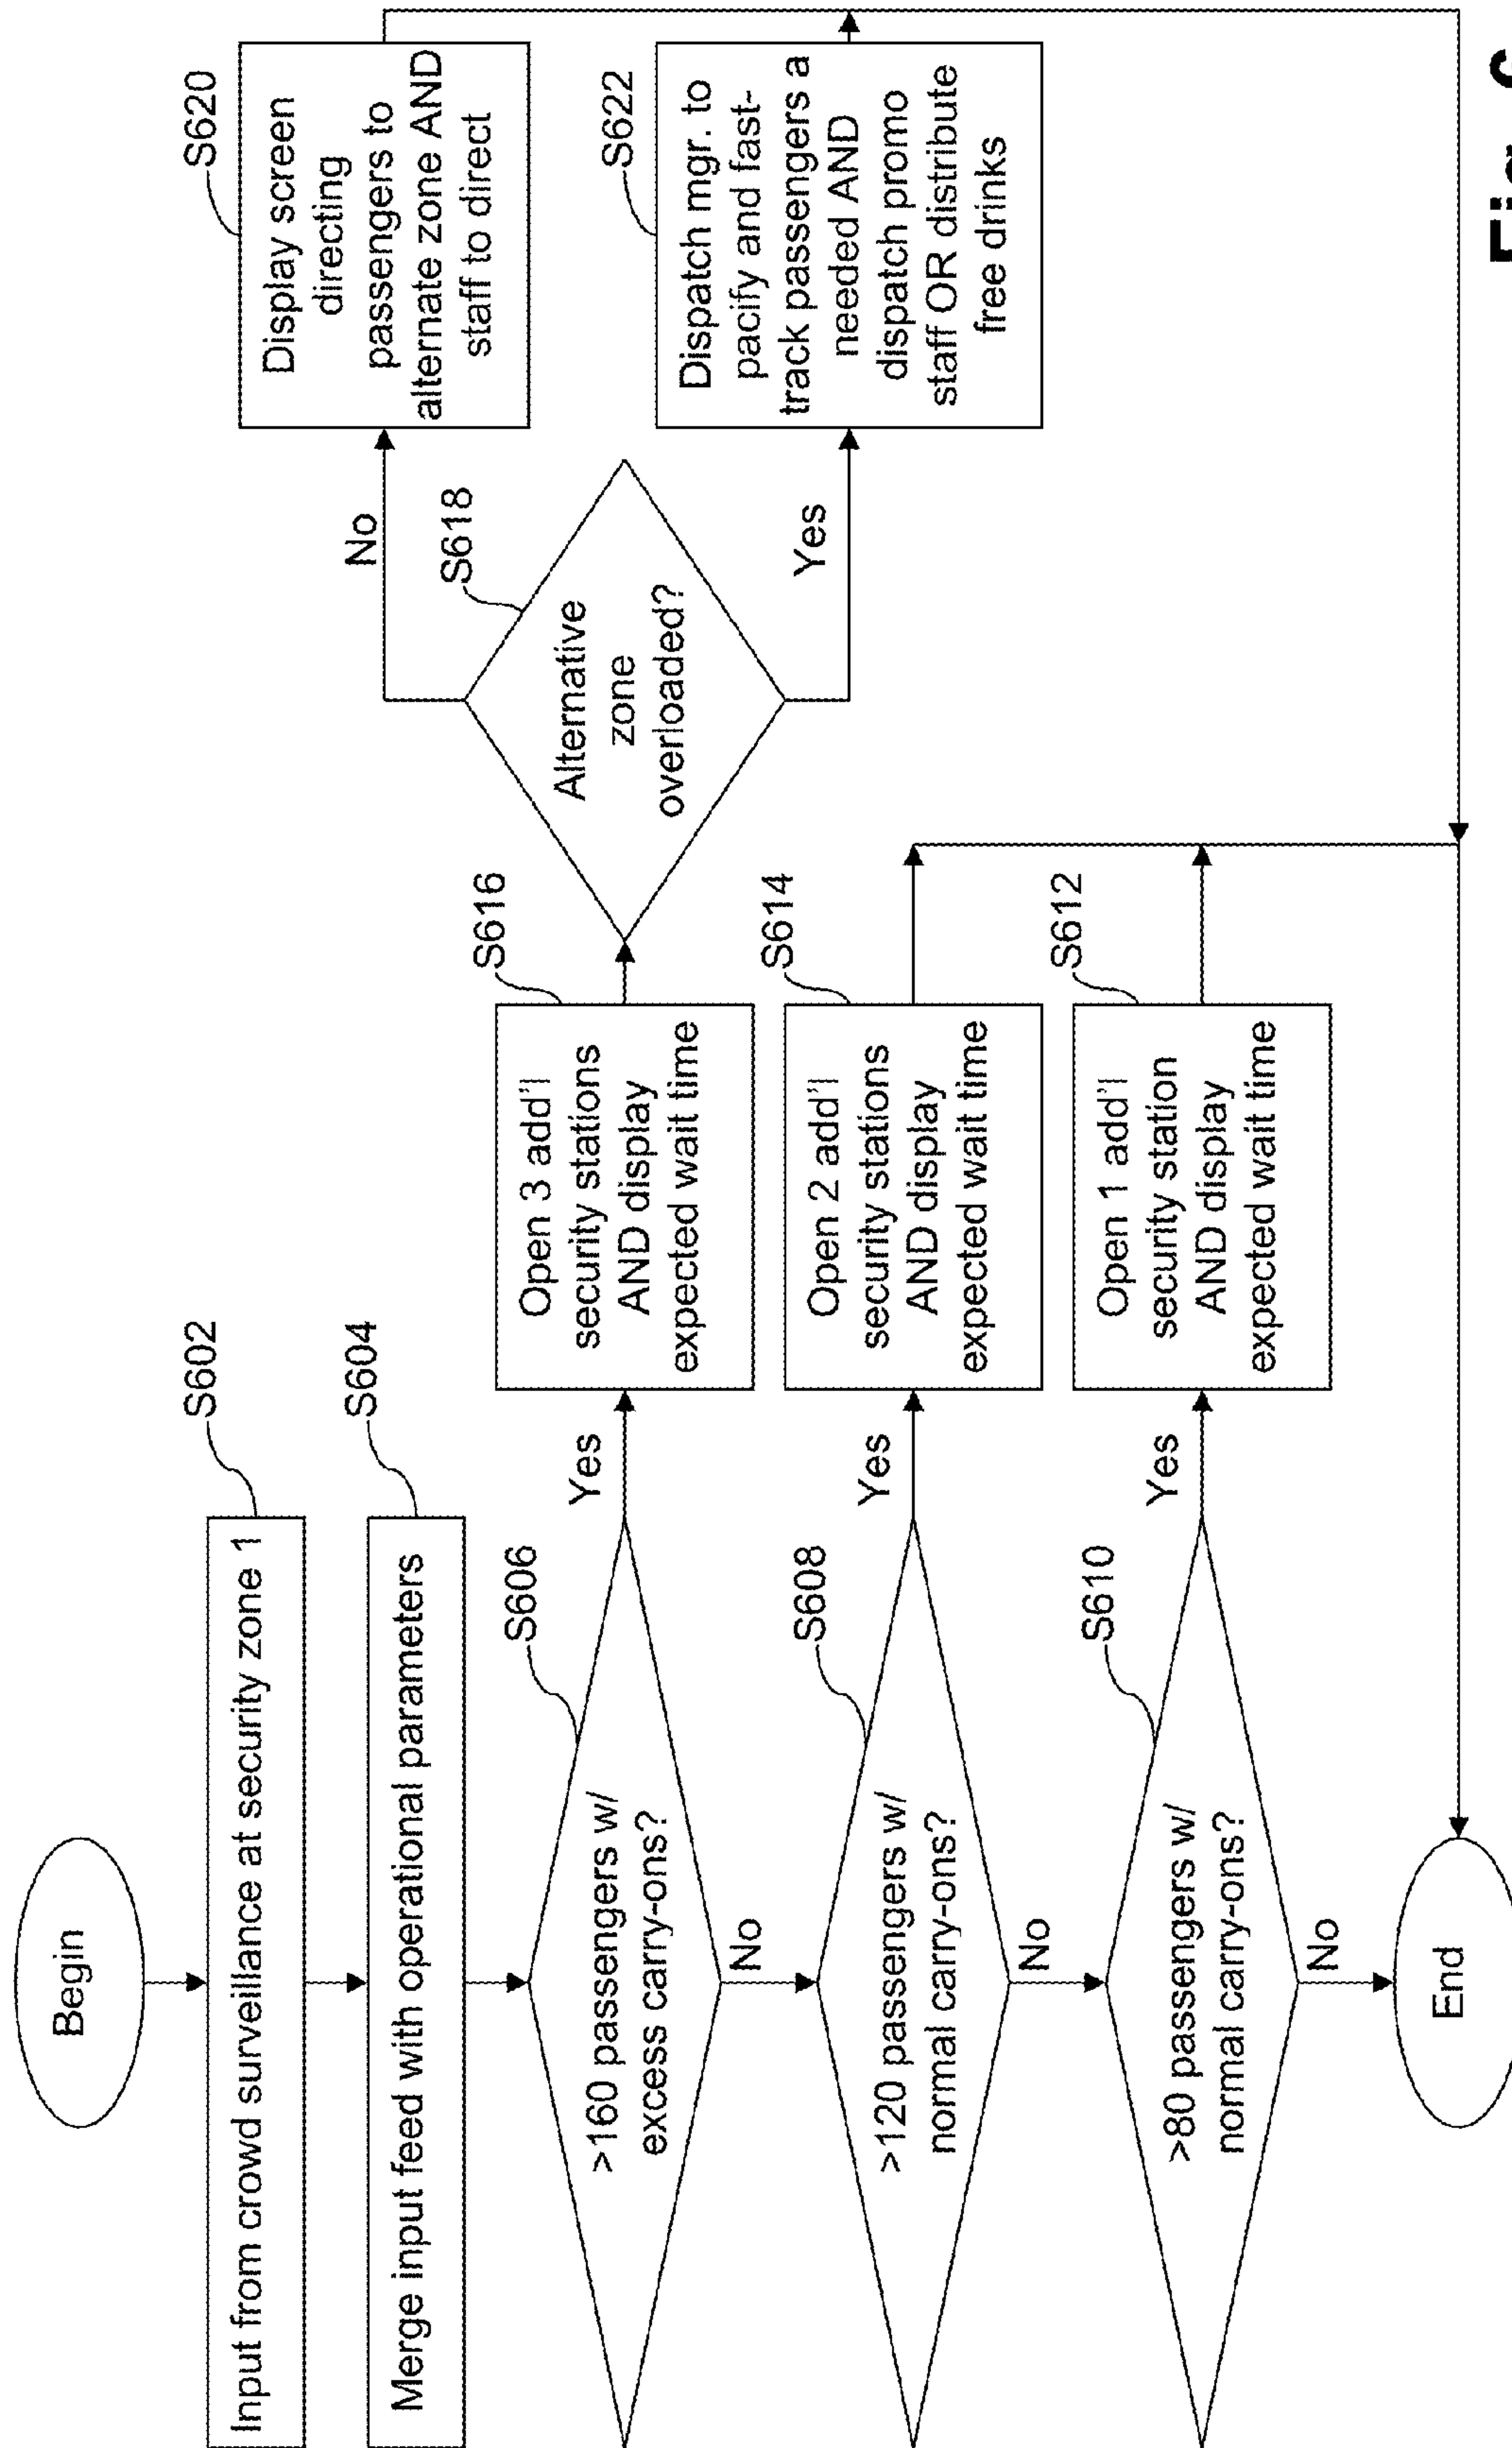 Begin
S602
Input from crowd surveillance at security zone 1
S604
Merge input feed with operational parameters
S606
>160 passengers w/
excess carry-ons?
Yes
No
S616
Open 3 add'l
security stations
AND display
expected wait time
S618
Alternative
zone
overloaded?
No
Yes
S620
Display screen
directing
passengers to
alternate zone AND
staff to direct
S622
Dispatch mgr. to
pacify and fast-
track passengers a
needed AND
dispatch promo
staff OR distribute
free drinks
S608
>120 passengers w/
normal carry-ons?
Yes
No
S614
Open 2 add'l
security stations
AND display
expected wait time
S610
>80 passengers w/
normal carry-ons?
Yes
No
S612
Open 1 add'l
security station
AND display
expected wait time
End